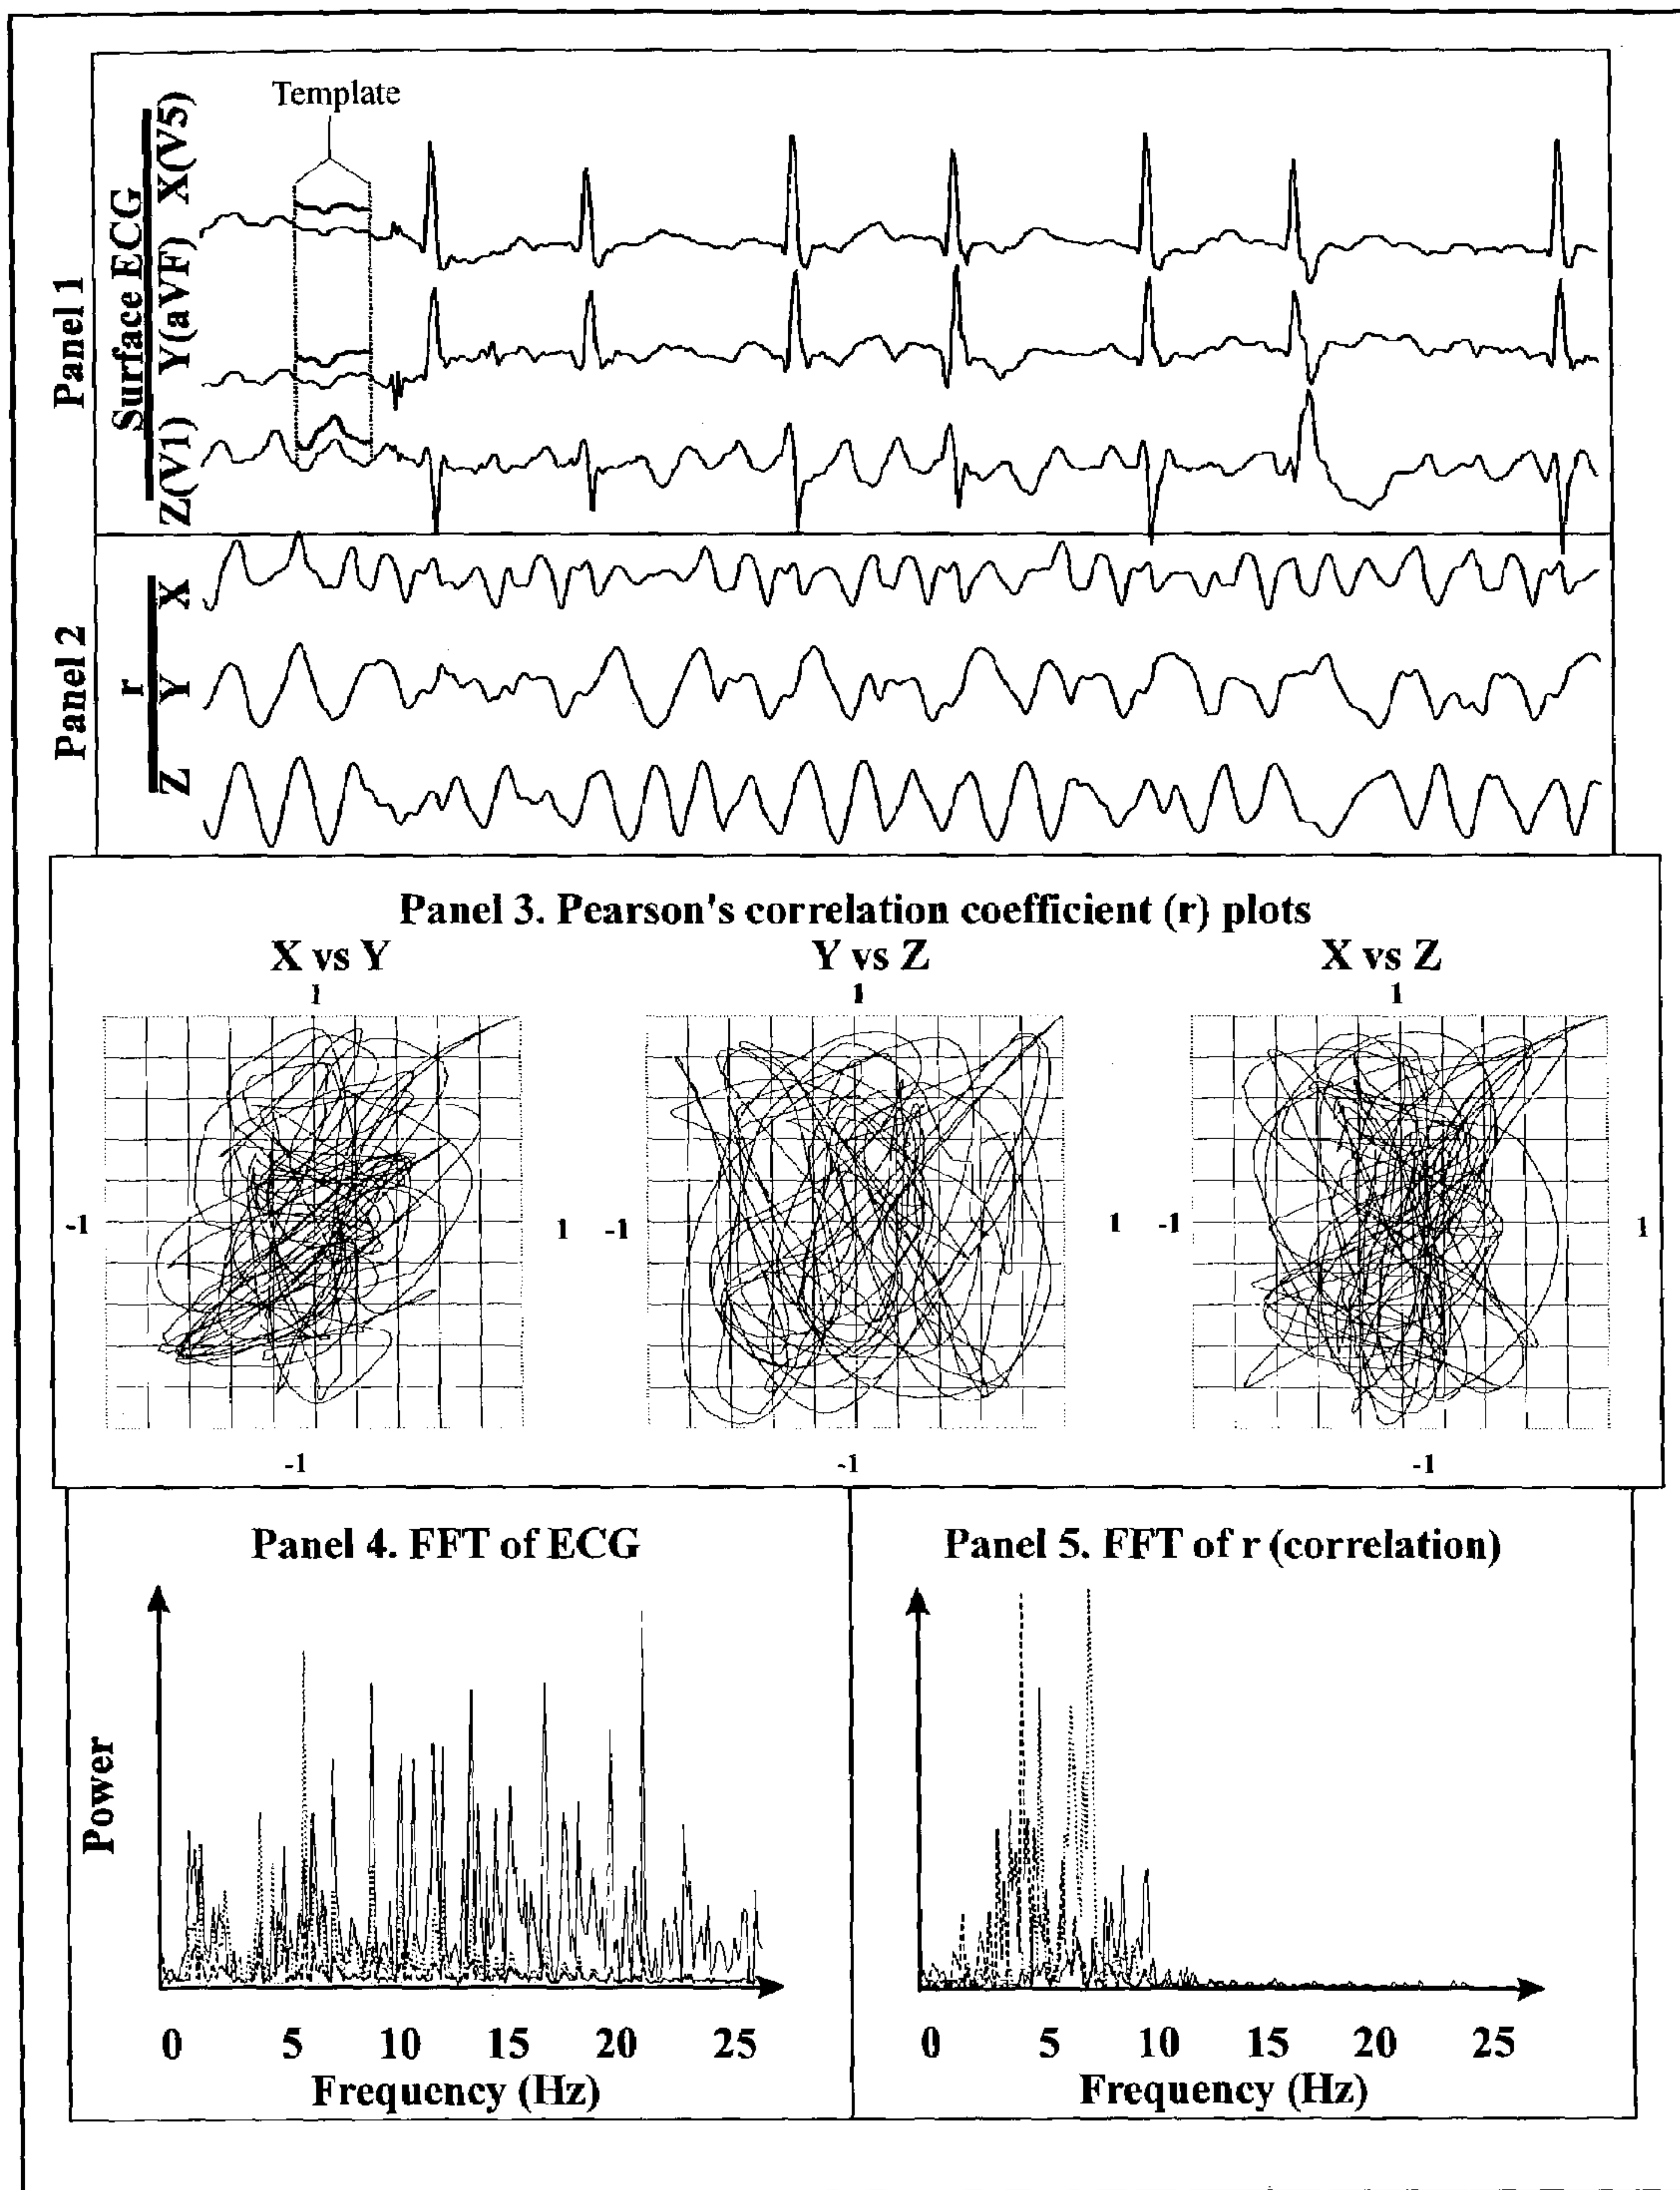 Template
Panel 1
Surface ECG
X(V5)
Y(aVF)
Z(V1)
Panel 2
r
X
Y
Z
Panel 3. Pearson's correlation coefficient (r) plots
X vs Y
Y vs Z
X vs Z
1
1
1
-1
1
-1
1
-1
1
-1
-1
-1
Panel 4. FFT of ECG
Power
0 5 10 15 20 25
Frequency (Hz)
Panel 5. FFT of r (correlation)
0 5 10 15 20 25
Frequency (Hz)